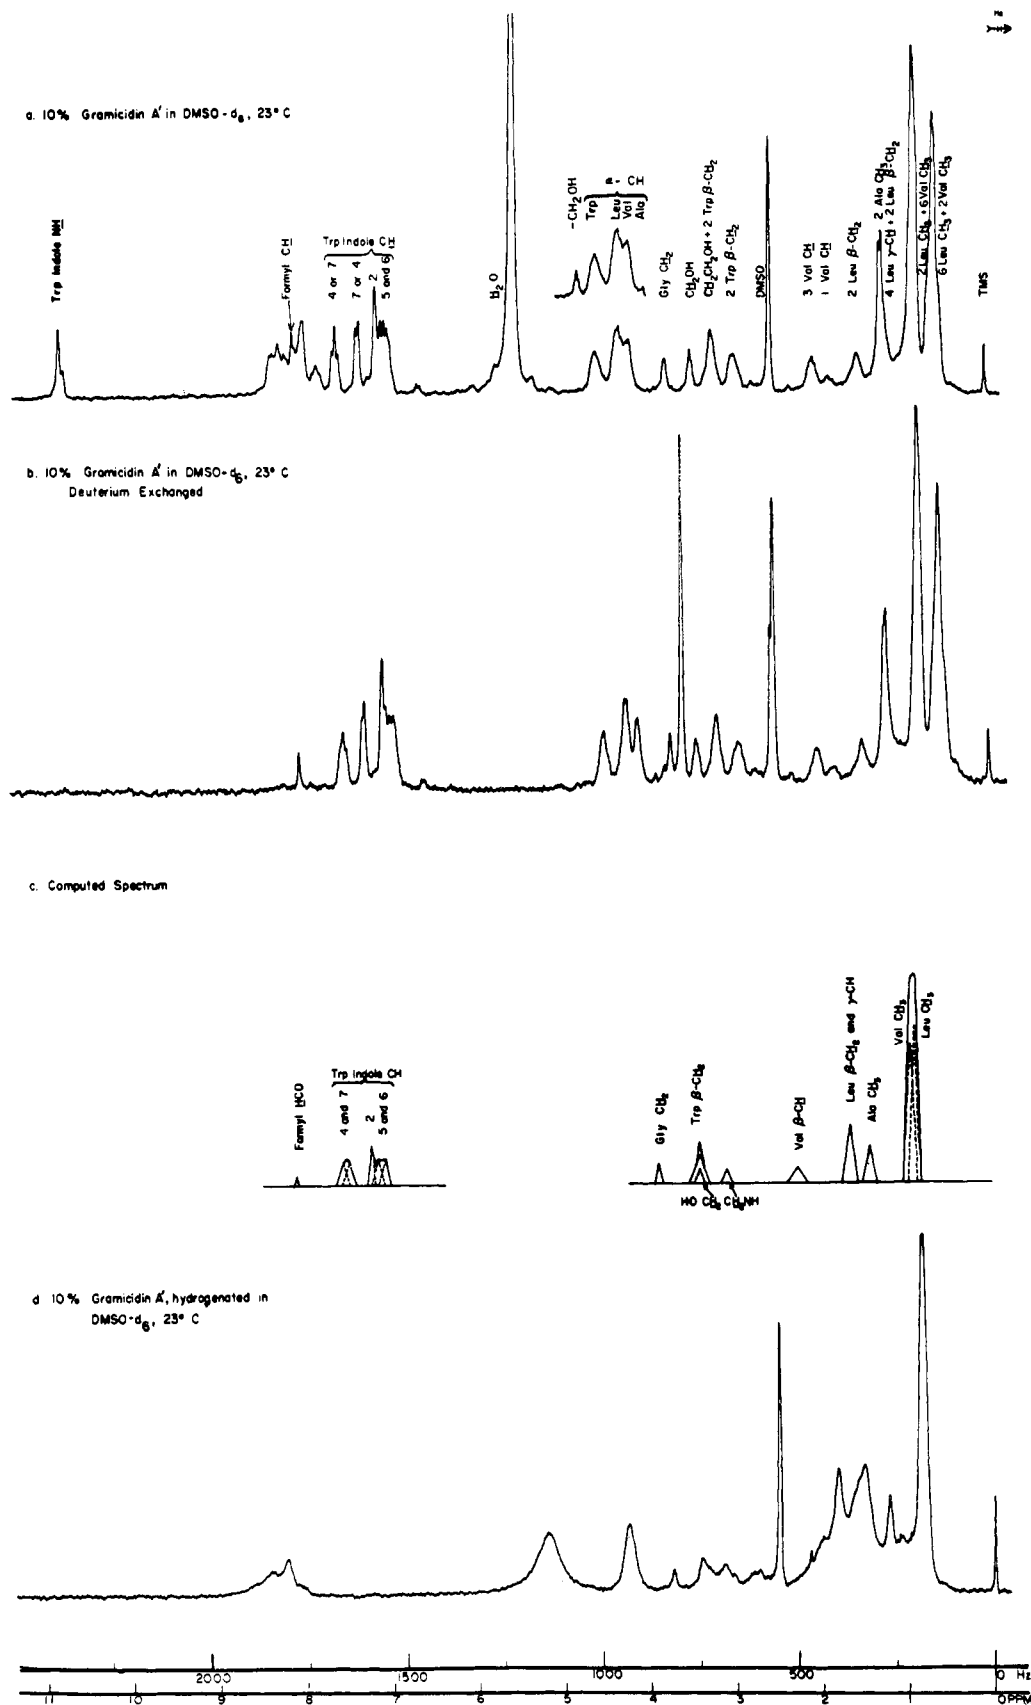 Hz
a. 10% Gramicidin A' in DMSO-d6, 23° C
Trp Indole NH
Formyl CH
Trp Indole CH
4 or 7
7 or 4
2
5 and 6
H2O
-CH2OH
α- CH
Trp
Leu
Val
Ala
Gly CH2
CH2OH
CH2CH2OH + 2 Trp β-CH2
2 Trp β-CH2
DMSO
3 Val CH
1 Val CH
2 Leu β-CH2
2 Ala CH3
4 Leu γ-CH + 2 Leu β-CH2
2 Leu CH3 + 6 Val CH3
6 Leu CH3 + 2 Val CH3
TMS
b. 10% Gramicidin A' in DMSO-d6, 23° C
Deuterium Exchanged
c. Computed Spectrum
Formyl HCO
Trp Indole CH
4 and 7
2
5 and 6
Gly CH2
Trp β-CH2
HO CH2 CH2NH
Val β-CH
Leu β-CH2 and γ-CH
Ala CH3
Val CH3
Leu CH3
d 10% Gramicidin A', hydrogenated in
DMSO-d6, 23° C
2000 1500 1000 500 0 Hz
11 10 9 8 7 6 5 4 3 2 1 0 PPM